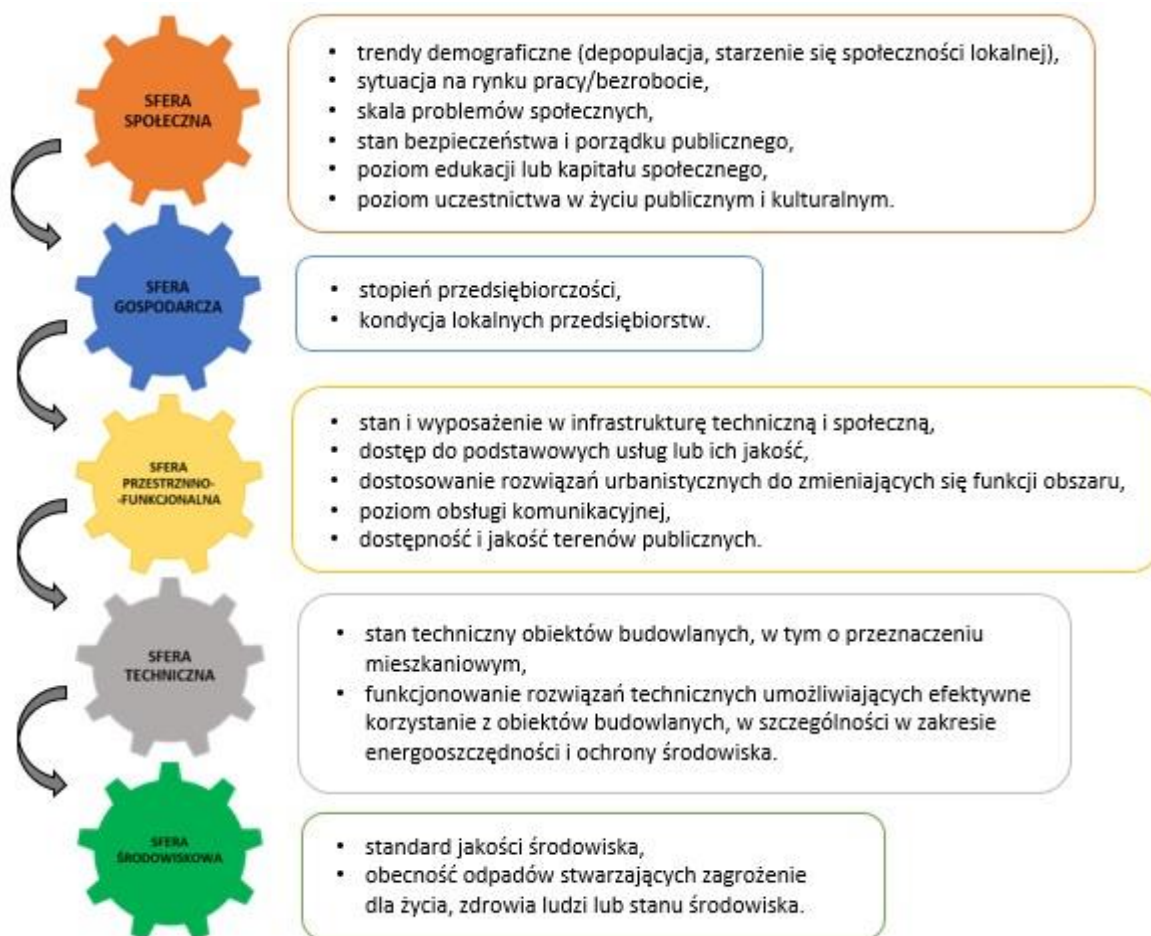 SFERA
SPOŁECZNA
• trendy demograficzne (depopulacja, starzenie się społeczności lokalnej),
• sytuacja na rynku pracy/bezrobocie,
• skala problemów społecznych,
• stan bezpieczeństwa i porządku publicznego,
• poziom edukacji lub kapitału społecznego,
• poziom uczestnictwa w życiu publicznym i kulturalnym.
SFERA
GOSPODARCZA
• stopień przedsiębiorczości,
• kondycja lokalnych przedsiębiorstw.
SFERA
PRZESTRZNNO-
-FUNKCJONALNA
• stan i wyposażenie w infrastrukturę techniczną i społeczną,
• dostęp do podstawowych usług lub ich jakość,
• dostosowanie rozwiązań urbanistycznych do zmieniających się funkcji obszaru,
• poziom obsługi komunikacyjnej,
• dostępność i jakość terenów publicznych.
SFERA
TECHNICZNA
• stan techniczny obiektów budowlanych, w tym o przeznaczeniu
mieszkaniowym,
• funkcjonowanie rozwiązań technicznych umożliwiających efektywne
korzystanie z obiektów budowlanych, w szczególności w zakresie
energooszczędności i ochrony środowiska.
SFERA
ŚRODOWISKOWA
• standard jakości środowiska,
• obecność odpadów stwarzających zagrożenie
dla życia, zdrowia ludzi lub stanu środowiska.